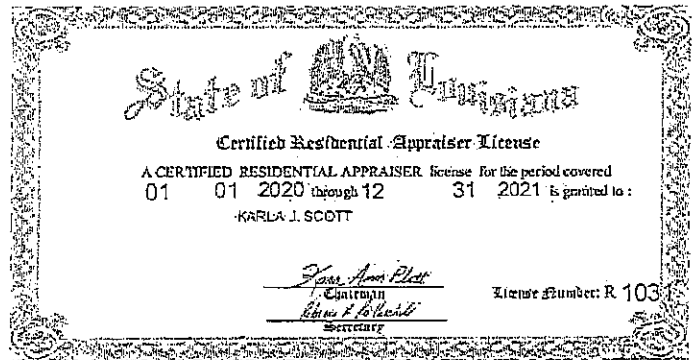 State of Louisiana
Certified Residential Appraiser License
A CERTIFIED RESIDENTIAL APPRAISER license for the period covered
01 01 2020 through 12 31 2021 is granted to :
KARLA J. SCOTT
Chairman
License Number: R 1031
Secretary